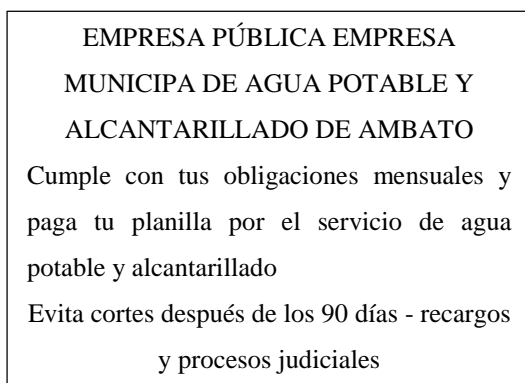 EMPRESA PÚBLICA EMPRESA
MUNICIPA DE AGUA POTABLE Y
ALCANTARILLADO DE AMBATO
Cumple con tus obligaciones mensuales y
paga tu planilla por el servicio de agua
potable y alcantarillado
Evita cortes después de los 90 días - recargos
y procesos judiciales